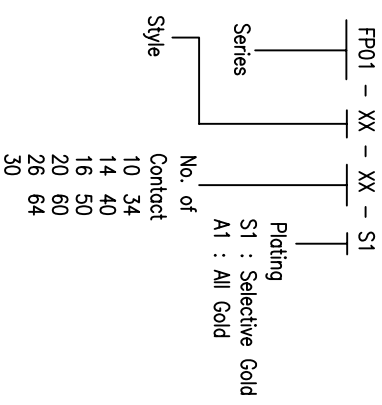 FP01 - XX - XX - S1
Series
Style
No. of
Contact
10 34
14 40
16 50
20 60
26 64
30
Plating
S1 : Selective Gold
A1 : All Gold